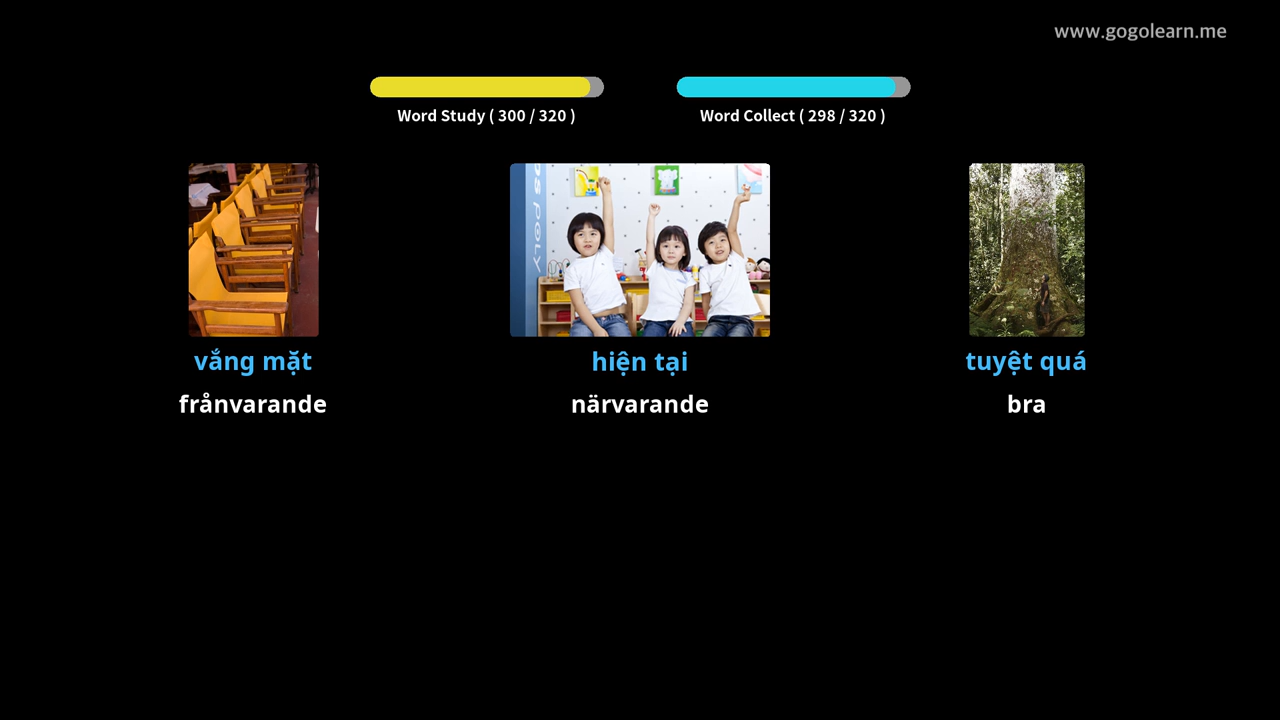 www.gogolearn.me
Word Study ( 300 / 320 )
Word Collect ( 298 / 320 )
vắng mặt
hiện tại
tuyệt quá
frånvarande
närvarande
bra